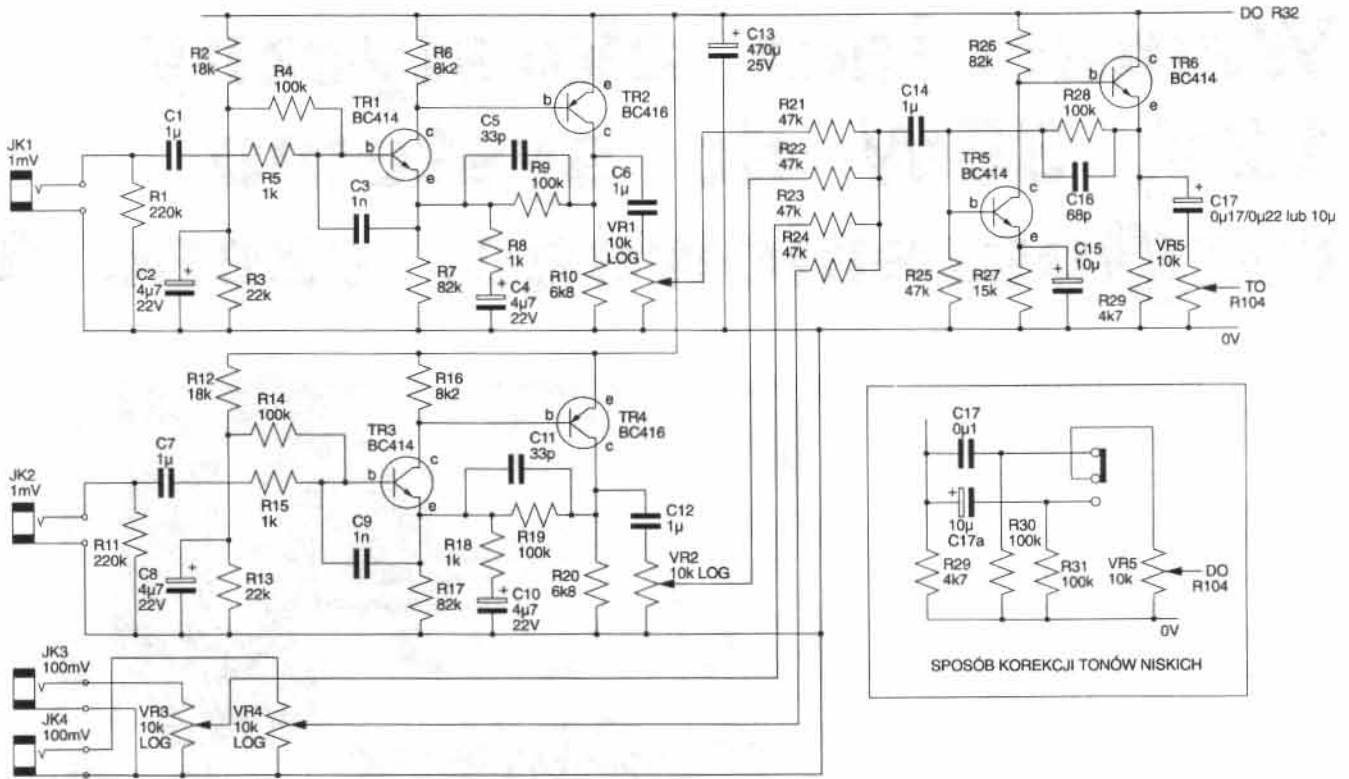 DO R32
R2
18k
R4
100k
R6
8k2
C13
470µ
25V
+
R26
82k
TR6
BC414
c
b
e
TR1
BC414
TR2
BC416
b
e
c
C1
1µ
C5
33p
R21
47k
C14
1µ
R28
100k
JK1
1mV
V
R5
1k
b
c
e
R9
100k
C6
1µ
R22
47k
TR5
BC414
C16
68p
+
C17
0µ17/0µ22 lub 10µ
R1
220k
C3
1n
R23
47k
VR1
10k
LOG
R24
47k
R8
1k
C2
4µ7
22V
+
R3
22k
R7
82k
+
C4
4µ7
22V
R10
6k8
R25
47k
R27
15k
+
C15
10µ
VR5
10k
R29
4k7
TO
R104
0V
R12
18k
R14
100k
R16
8k2
TR3
BC414
b
e
c
TR4
BC416
C7
1µ
C11
33p
JK2
1mV
V
R15
1k
b
c
e
C9
1n
R18
1k
R19
100k
C12
1µ
R11
220k
VR2
10k LOG
C8
4µ7
22V
+
R13
22k
R17
82k
+
C10
4µ7
22V
R20
6k8
C17
0µ1
+
10µ
C17a
R30
100k
R29
4k7
R31
100k
VR5
10k
DO
R104
0V
SPOSÓB KOREKCJI TONÓW NISKICH
JK3
100mV
V
JK4
100mV
V
VR3
10k
LOG
VR4
10k
LOG